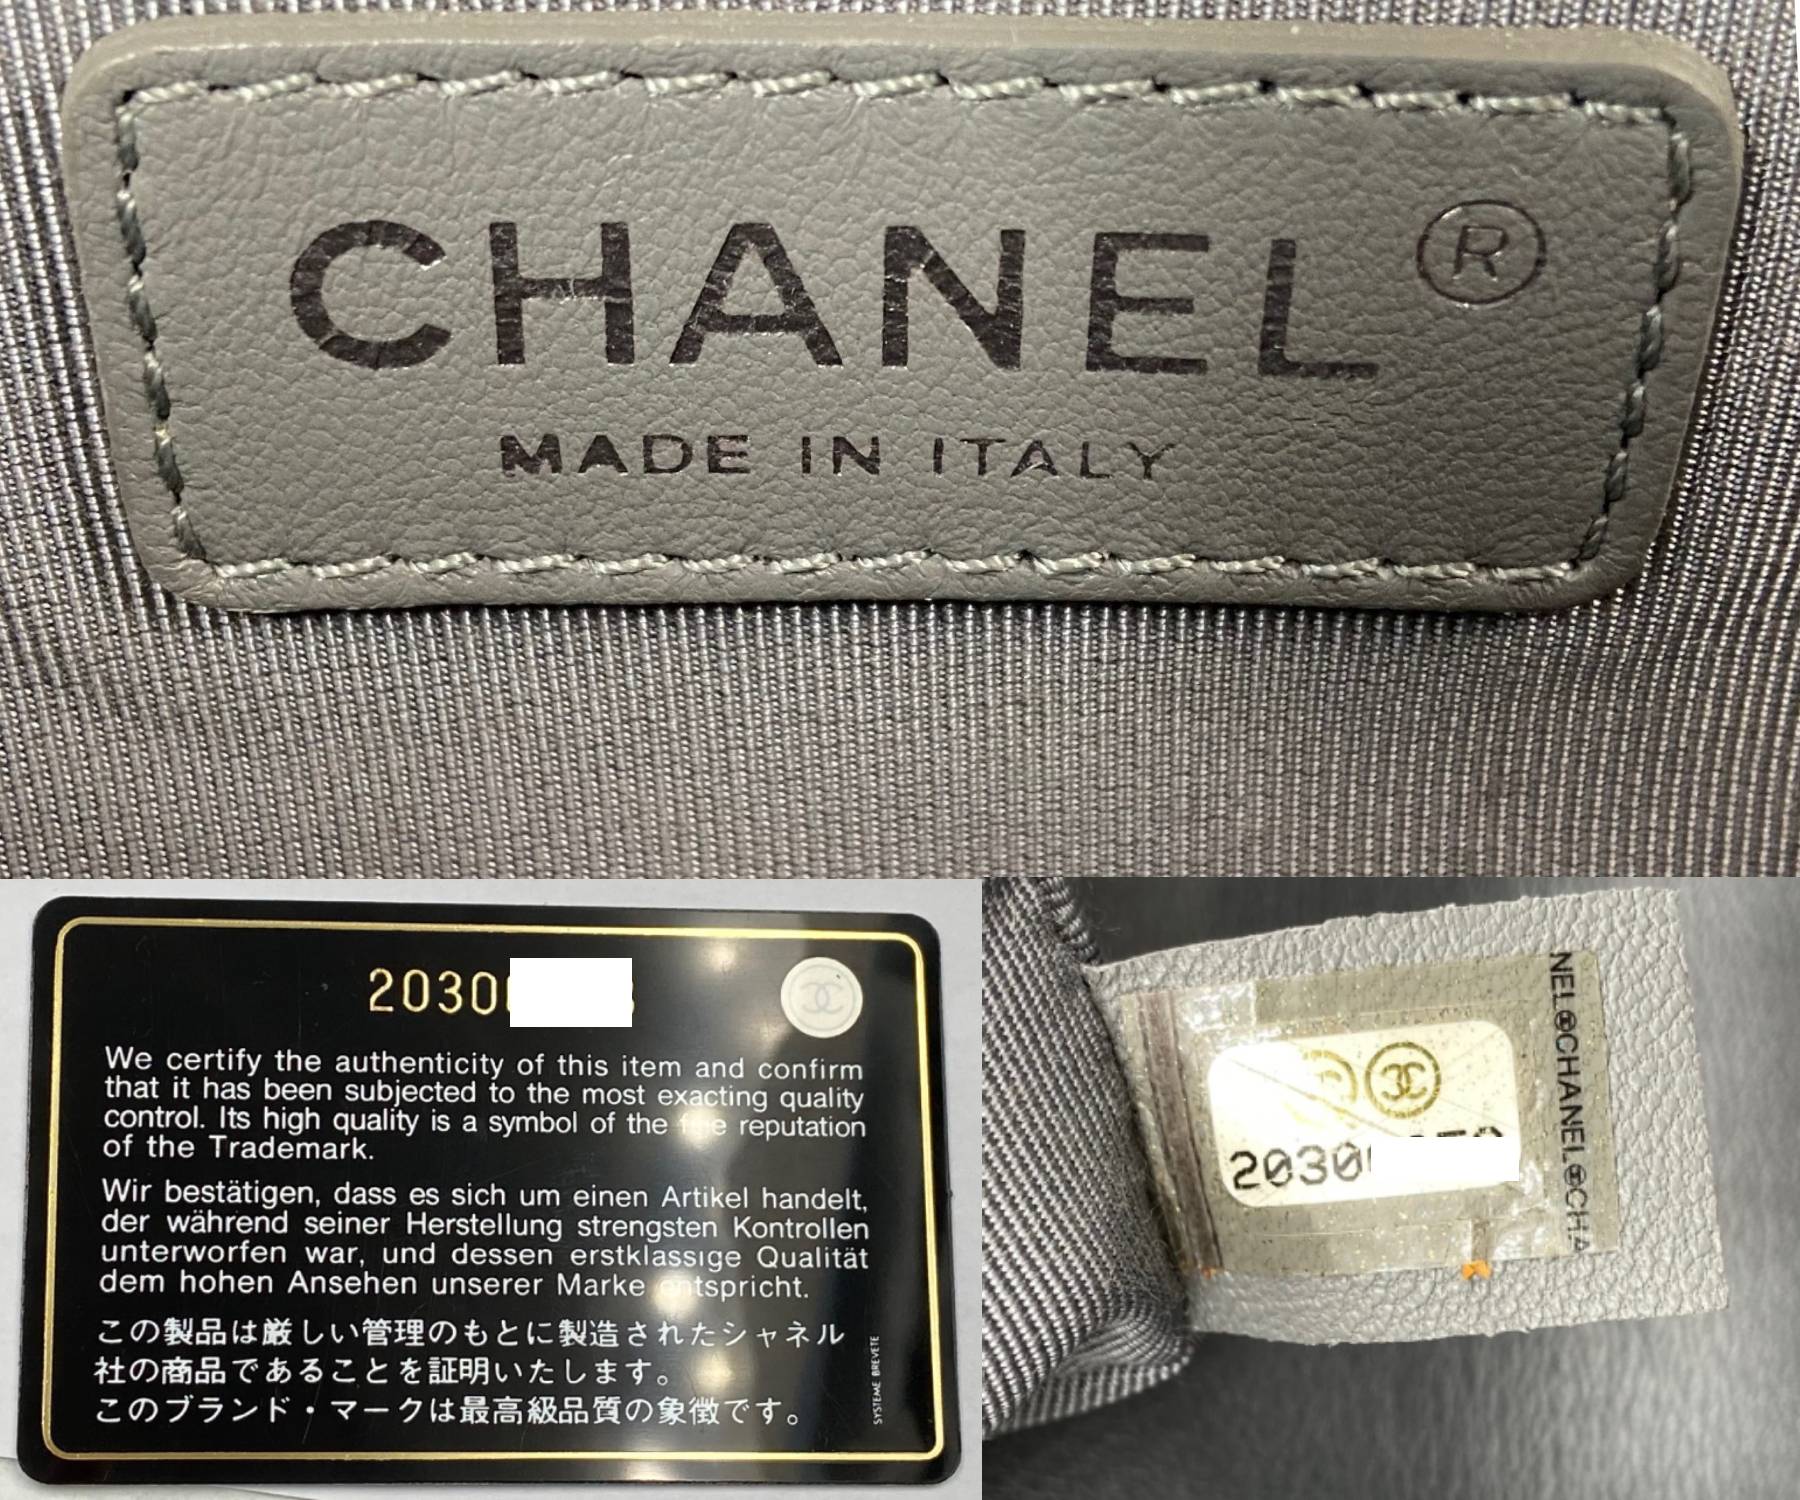 CHANEL®
MADE IN ITALY
2030
We certify the authenticity of this item and confirm
that it has been subjected to the most exacting quality
control. Its high quality is a symbol of the fine reputation
of the Trademark.
Wir bestätigen, dass es sich um einen Artikel handelt,
der während seiner Herstellung strengsten Kontrollen
unterworfen war, und dessen erstklassige Qualität
dem hohen Ansehen unserer Marke entspricht.
この製品は厳しい管理のもとに製造されたシャネル
社の商品であることを証明いたします。
このブランド・マークは最高級品質の象徴です。
SYSTEME BREVETE
2030
NEL CHANEL CHA